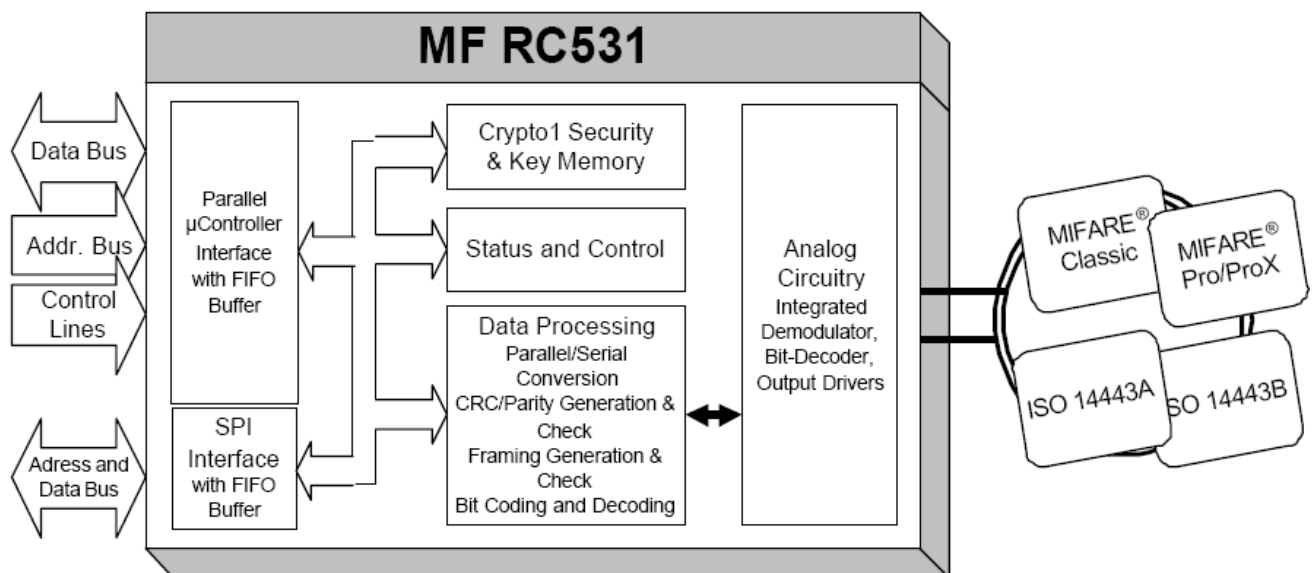 MF RC531
Data Bus
Addr. Bus
Control
Lines
Adress and
Data Bus
Parallel
µController
Interface
with FIFO
Buffer
SPI
Interface
with FIFO
Buffer
Crypto1 Security
& Key Memory
Status and Control
Data Processing
Parallel/Serial
Conversion
CRC/Parity Generation &
Check
Framing Generation &
Check
Bit Coding and Decoding
Analog
Circuitry
Integrated
Demodulator,
Bit-Decoder,
Output Drivers
MIFARE®
Classic
MIFARE®
Pro/ProX
ISO 14443A
SO 14443B